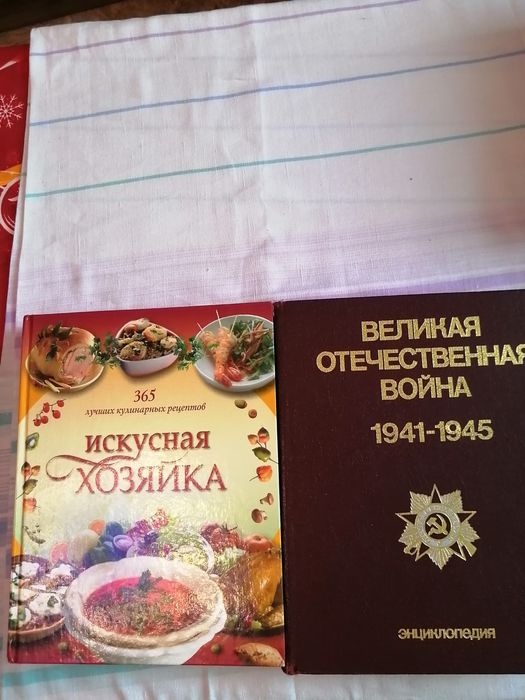 365
лучших кулинарных рецептов
ИСКУСНАЯ
ХОЗЯЙКА
ВЕЛИКАЯ
ОТЕЧЕСТВЕННАЯ
ВОЙНА
1941-1945
ЭНЦИКЛОПЕДИЯ